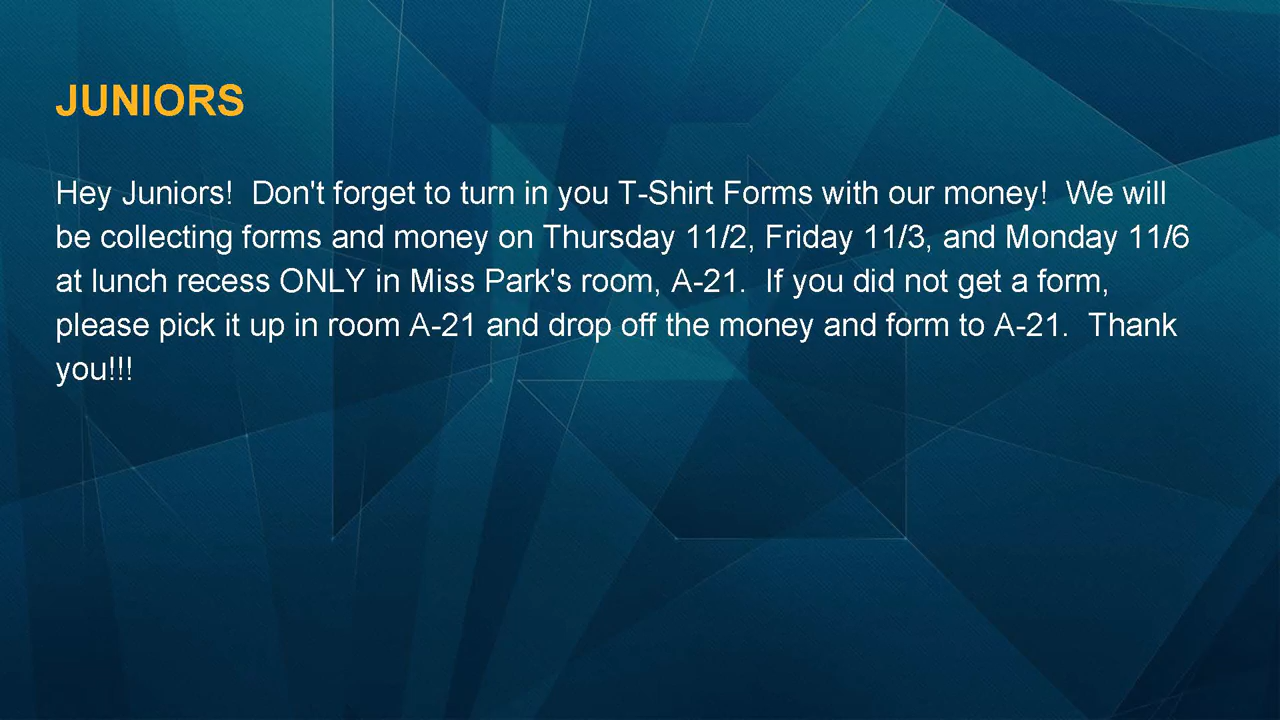 JUNIORS
Hey Juniors!  Don't forget to turn in you T-Shirt Forms with our money!  We will
be collecting forms and money on Thursday 11/2, Friday 11/3, and Monday 11/6
at lunch recess ONLY in Miss Park's room, A-21.  If you did not get a form,
please pick it up in room A-21 and drop off the money and form to A-21.  Thank
you!!!